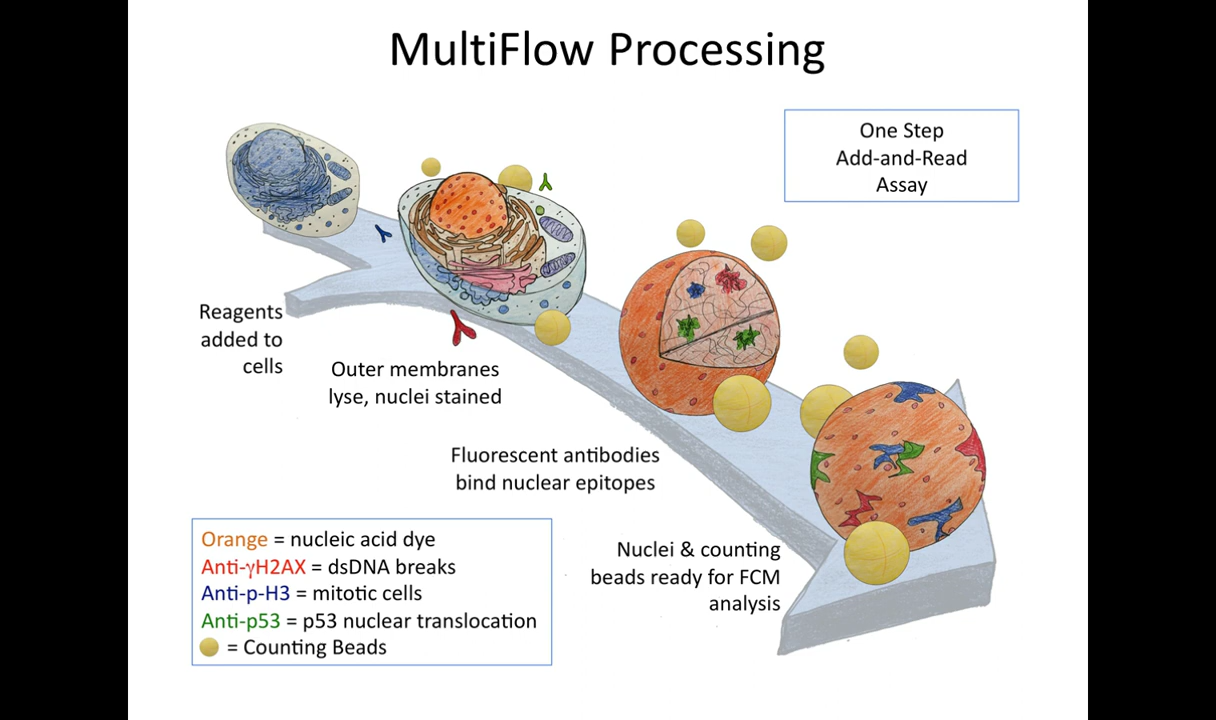 MultiFlow Processing
One Step
Add-and-Read
Assay
Reagents
added to
cells
Outer membranes
lyse, nuclei stained
Fluorescent antibodies
bind nuclear epitopes
Nuclei & counting
beads ready for FCM
analysis
Orange = nucleic acid dye
Anti-γH2AX = dsDNA breaks
Anti-p-H3 = mitotic cells
Anti-p53 = p53 nuclear translocation
= Counting Beads